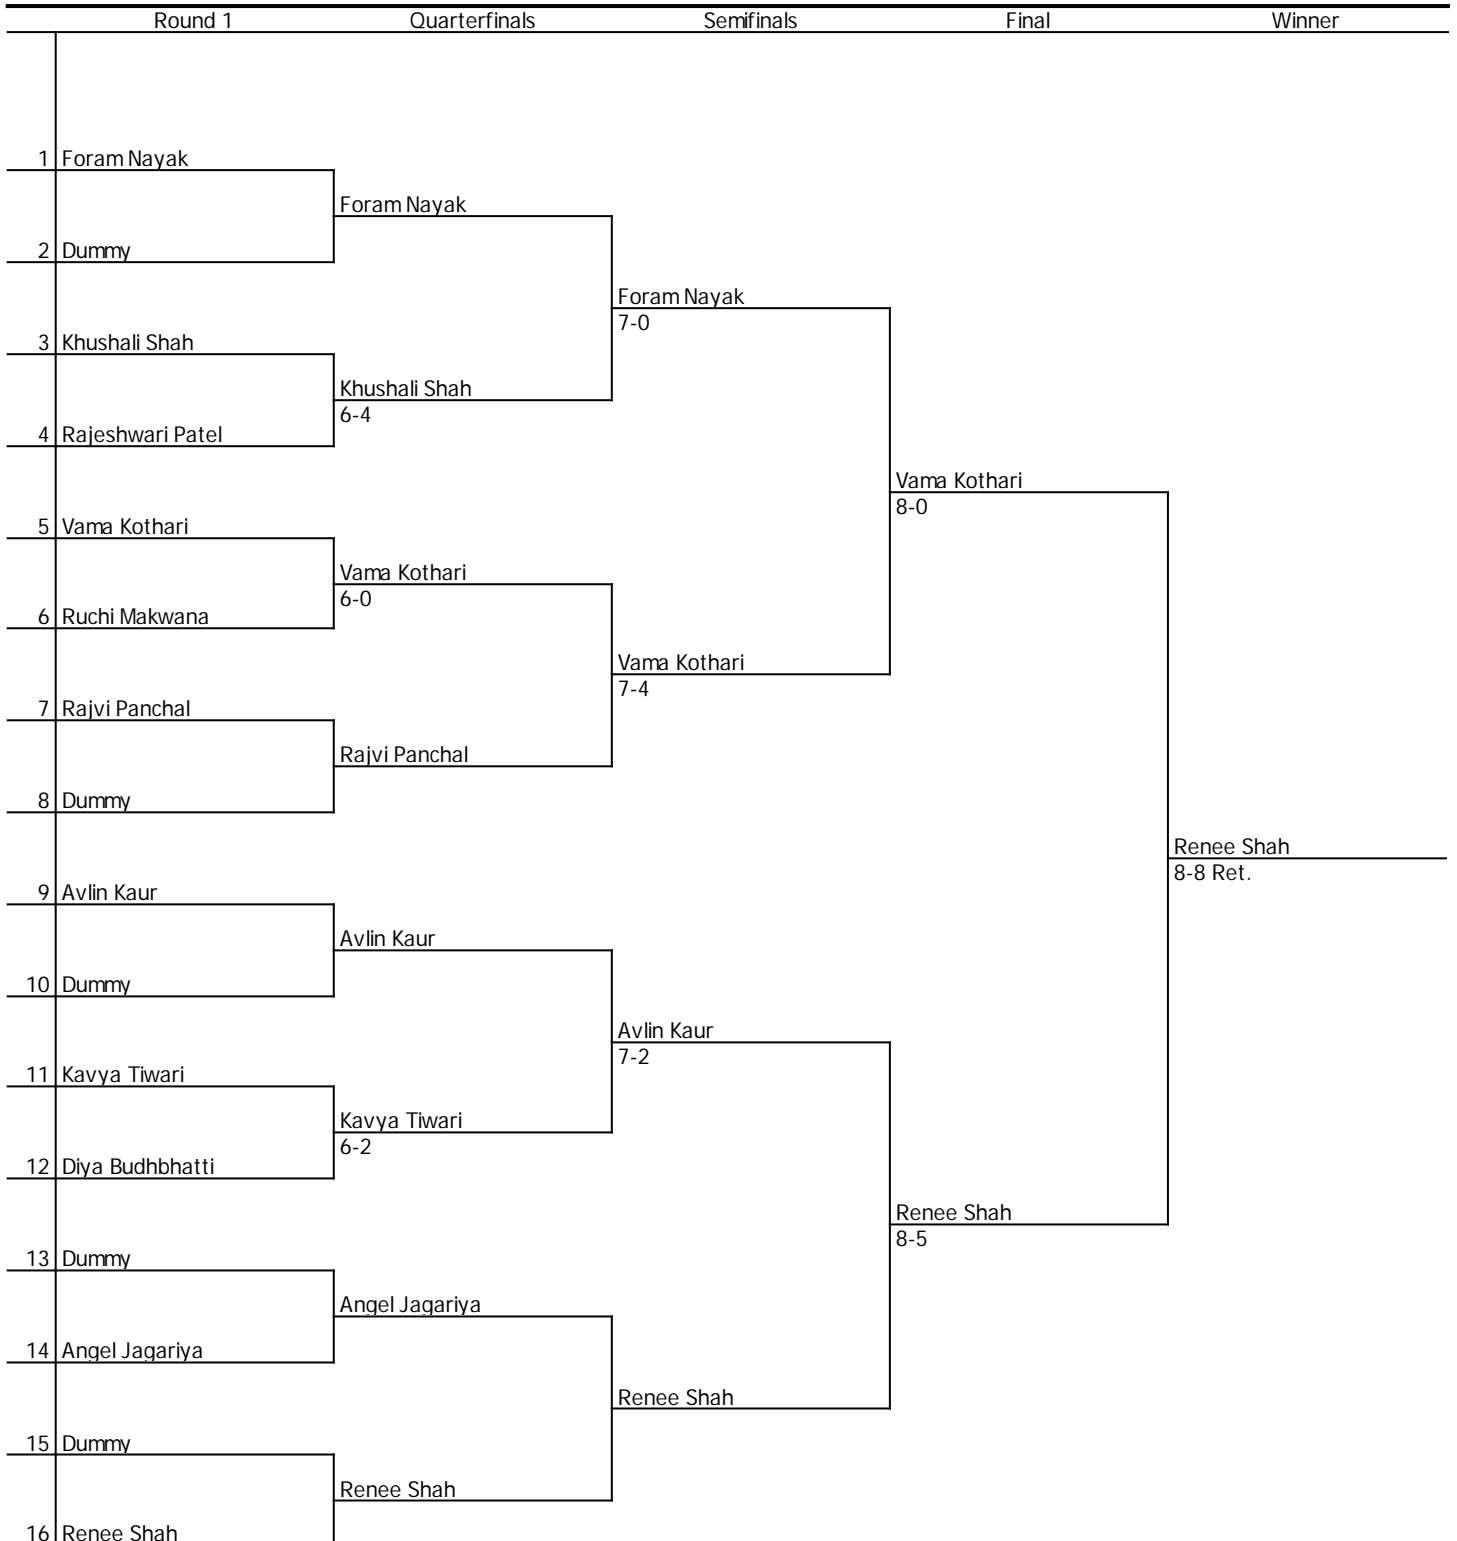 Round 1 Quarterfinals Semifinals Final Winner
1 Foram Nayak
Foram Nayak
2 Dummy
Foram Nayak
7-0
3 Khushali Shah
Khushali Shah
6-4
4 Rajeshwari Patel
Vama Kothari
8-0
5 Vama Kothari
Vama Kothari
6-0
6 Ruchi Makwana
Vama Kothari
7-4
7 Rajvi Panchal
Rajvi Panchal
8 Dummy
Renee Shah
8-8 Ret.
9 Avlin Kaur
Avlin Kaur
10 Dummy
Avlin Kaur
7-2
11 Kavya Tiwari
Kavya Tiwari
6-2
12 Diya Budhbhatti
Renee Shah
8-5
13 Dummy
Angel Jagariya
14 Angel Jagariya
Renee Shah
15 Dummy
Renee Shah
16 Renee Shah